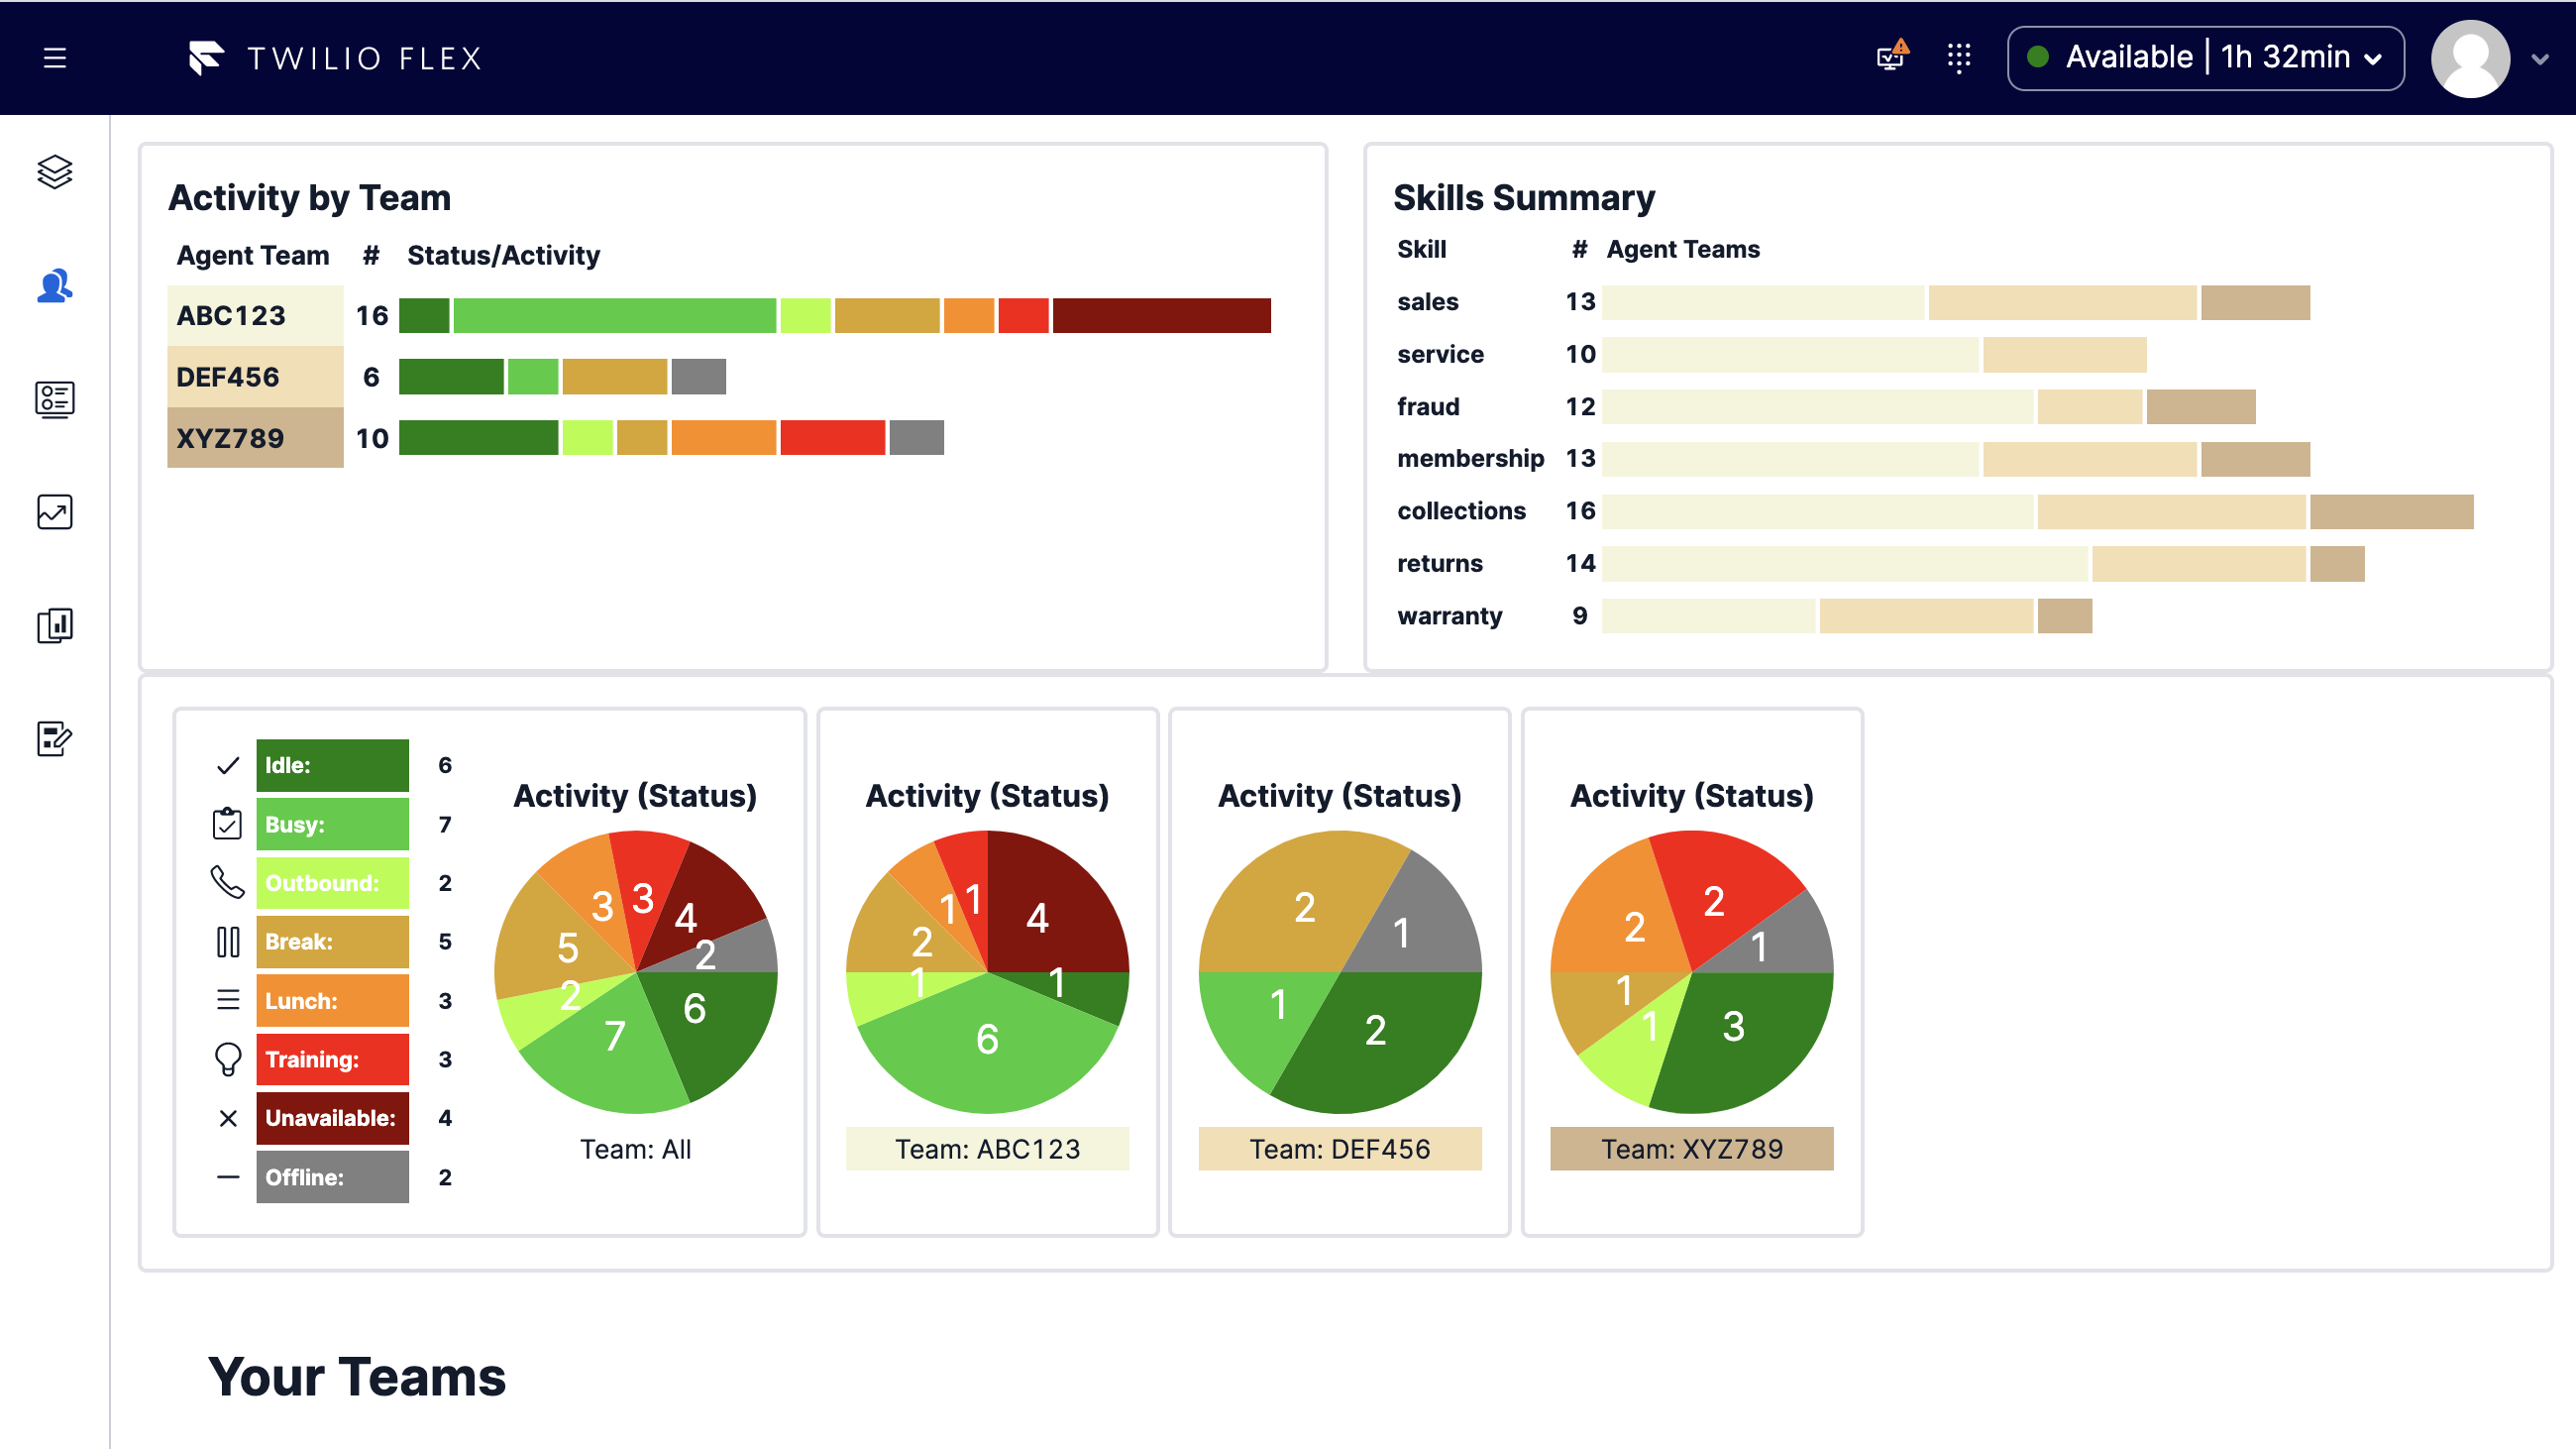 TWILIO FLEX
Available | 1h 32min
Activity by Team
Agent Team # Status/Activity
ABC123 16
DEF456 6
XYZ789 10
Skills Summary
Skill # Agent Teams
sales 13
service 10
fraud 12
membership 13
collections 16
returns 14
warranty 9
Idle: 6
Busy: 7
Outbound: 2
Break: 5
Lunch: 3
Training: 3
Unavailable: 4
Offline: 2
Activity (Status)
3 3 4
5 2
2 6
7
Team: All
Activity (Status)
1 1 4
2
1 1
6
Team: ABC123
Activity (Status)
2 1
1 2
Team: DEF456
Activity (Status)
2 2
1
1
1 3
Team: XYZ789
Your Teams